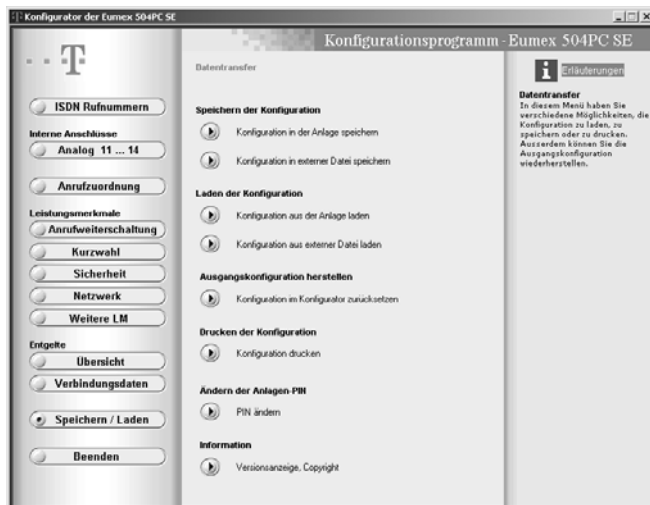 Konfigurator der Eumex 504PC SE
Konfigurationsprogramm - Eumex 504PC SE
T
ISDN Rufnummern
Interne Anschlüsse
Analog 11 ... 14
Anrufzuordnung
Leistungsmerkmale
Anrufweiterschaltung
Kurzwahl
Sicherheit
Netzwerk
Weitere LM
Entgelte
Übersicht
Verbindungsdaten
Speichern / Laden
Beenden
Datentransfer
Speichern der Konfiguration
Konfiguration in der Anlage speichern
Konfiguration in externer Datei speichern
Laden der Konfiguration
Konfiguration aus der Anlage laden
Konfiguration aus externer Datei laden
Ausgangskonfiguration herstellen
Konfiguration im Konfigurator zurücksetzen
Drucken der Konfiguration
Konfiguration drucken
Ändern der Anlagen-PIN
PIN ändern
Information
Versionsanzeige, Copyright
i Erläuterungen
Datentransfer
In diesem Menü haben Sie
verschiedene Möglichkeiten, die
Konfiguration zu laden, zu
speichern oder zu drucken.
Ausserdem können Sie die
Ausgangskonfiguration
wiederherstellen.